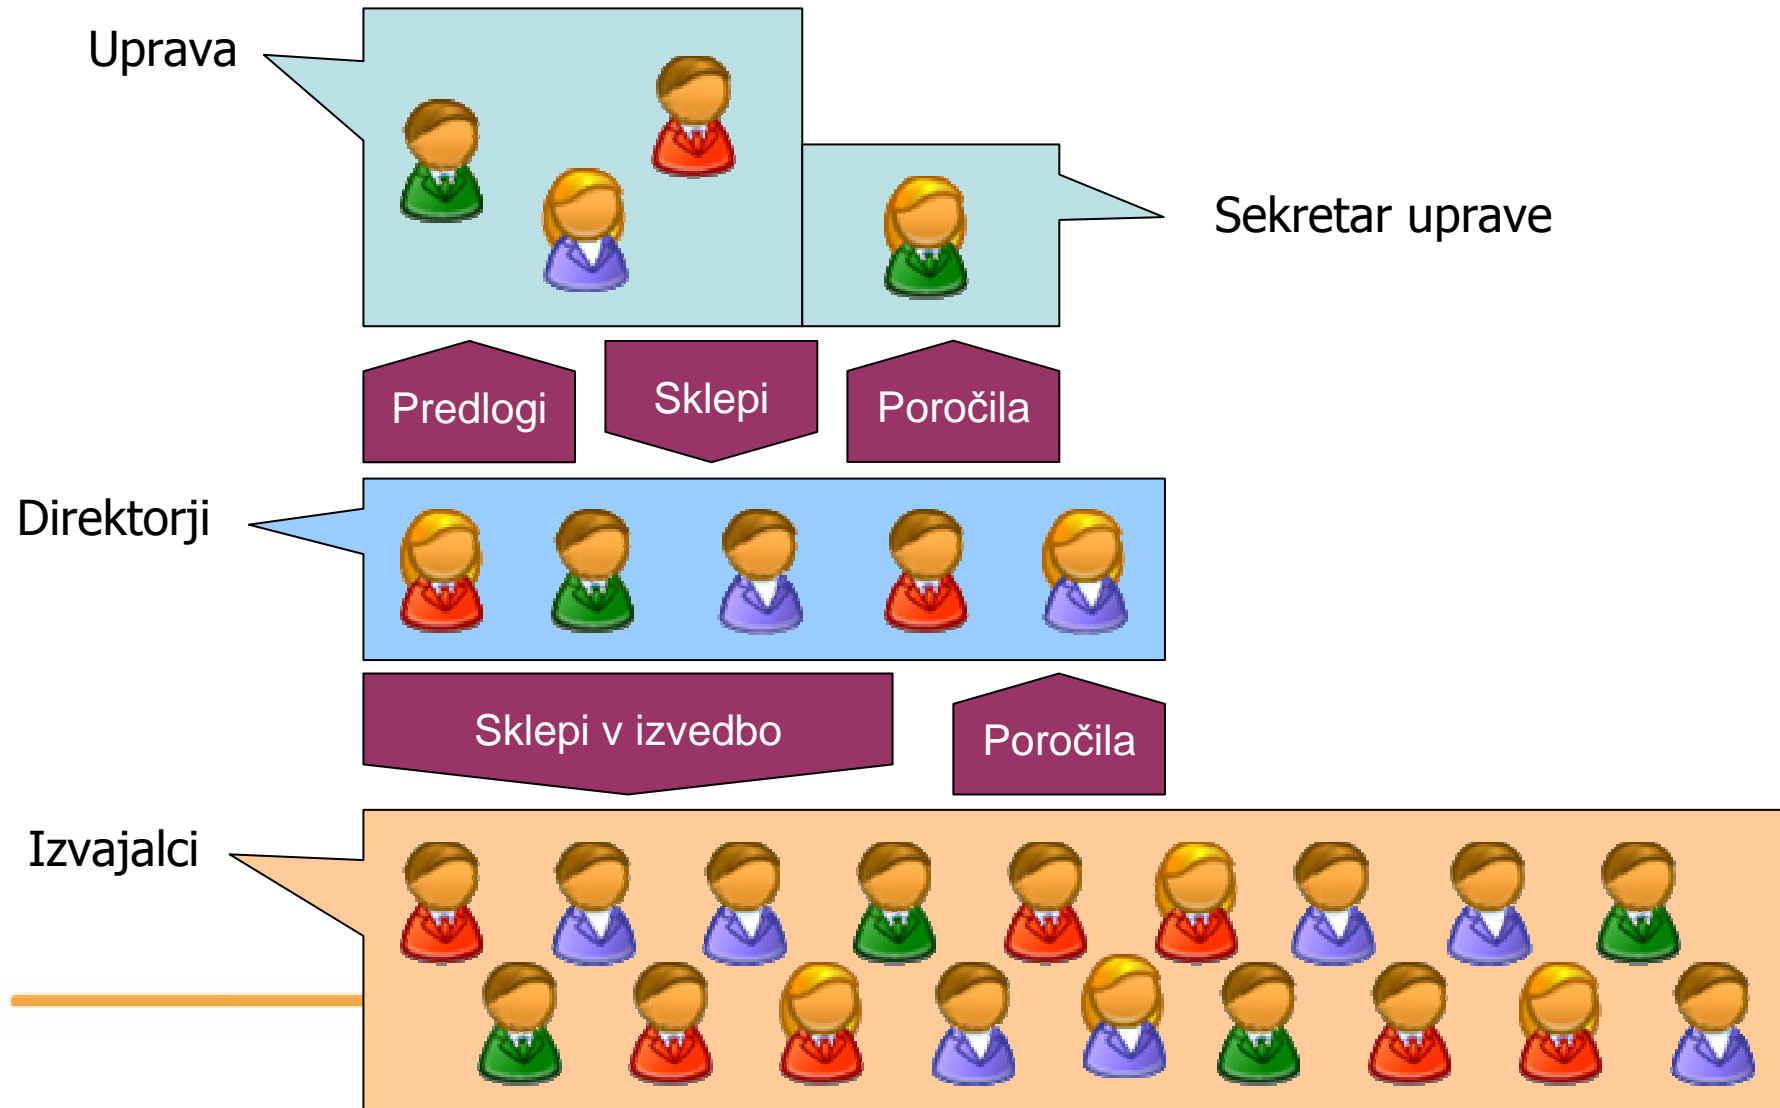 Uprava
Sekretar uprave
Predlogi
Sklepi
Poročila
Direktorji
Sklepi v izvedbo
Poročila
Izvajalci